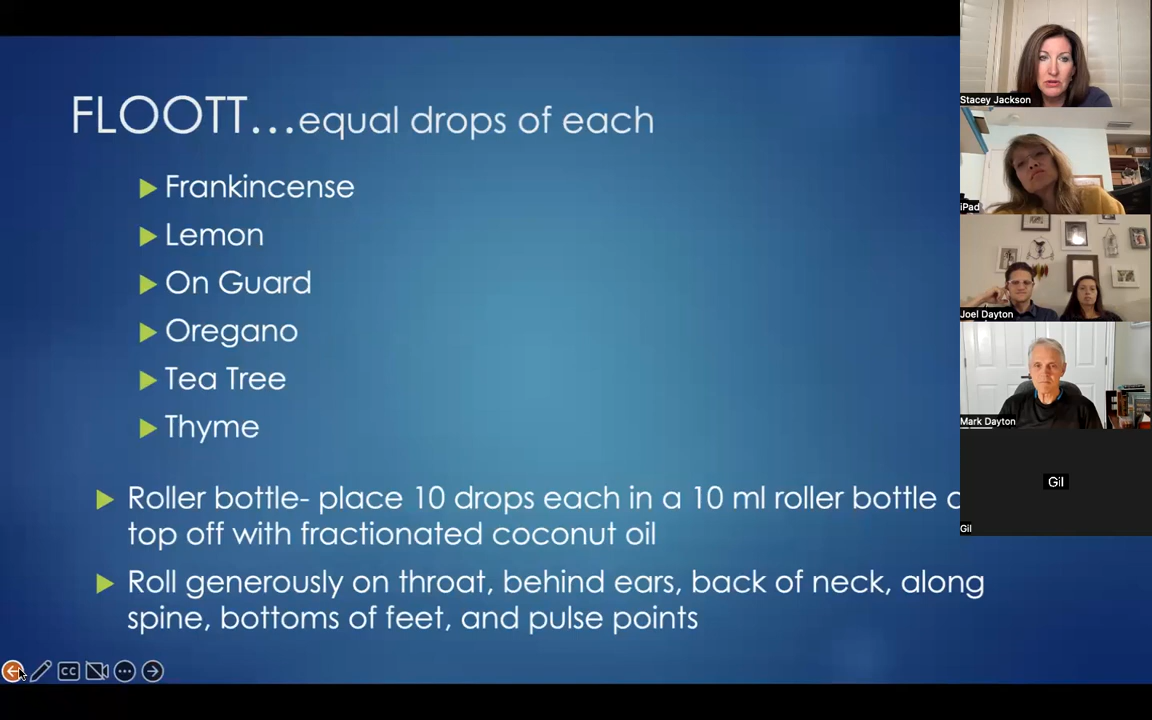 FLOOTT...equal drops of each
Frankincense
Lemon
On Guard
Oregano
Tea Tree
Thyme
Roller bottle- place 10 drops each in a 10 ml roller bottle
top off with fractionated coconut oil
Roll generously on throat, behind ears, back of neck, along
spine, bottoms of feet, and pulse points
CC
Stacey Jackson
iPad
Joel Dayton
Mark Dayton
Gil
Gil